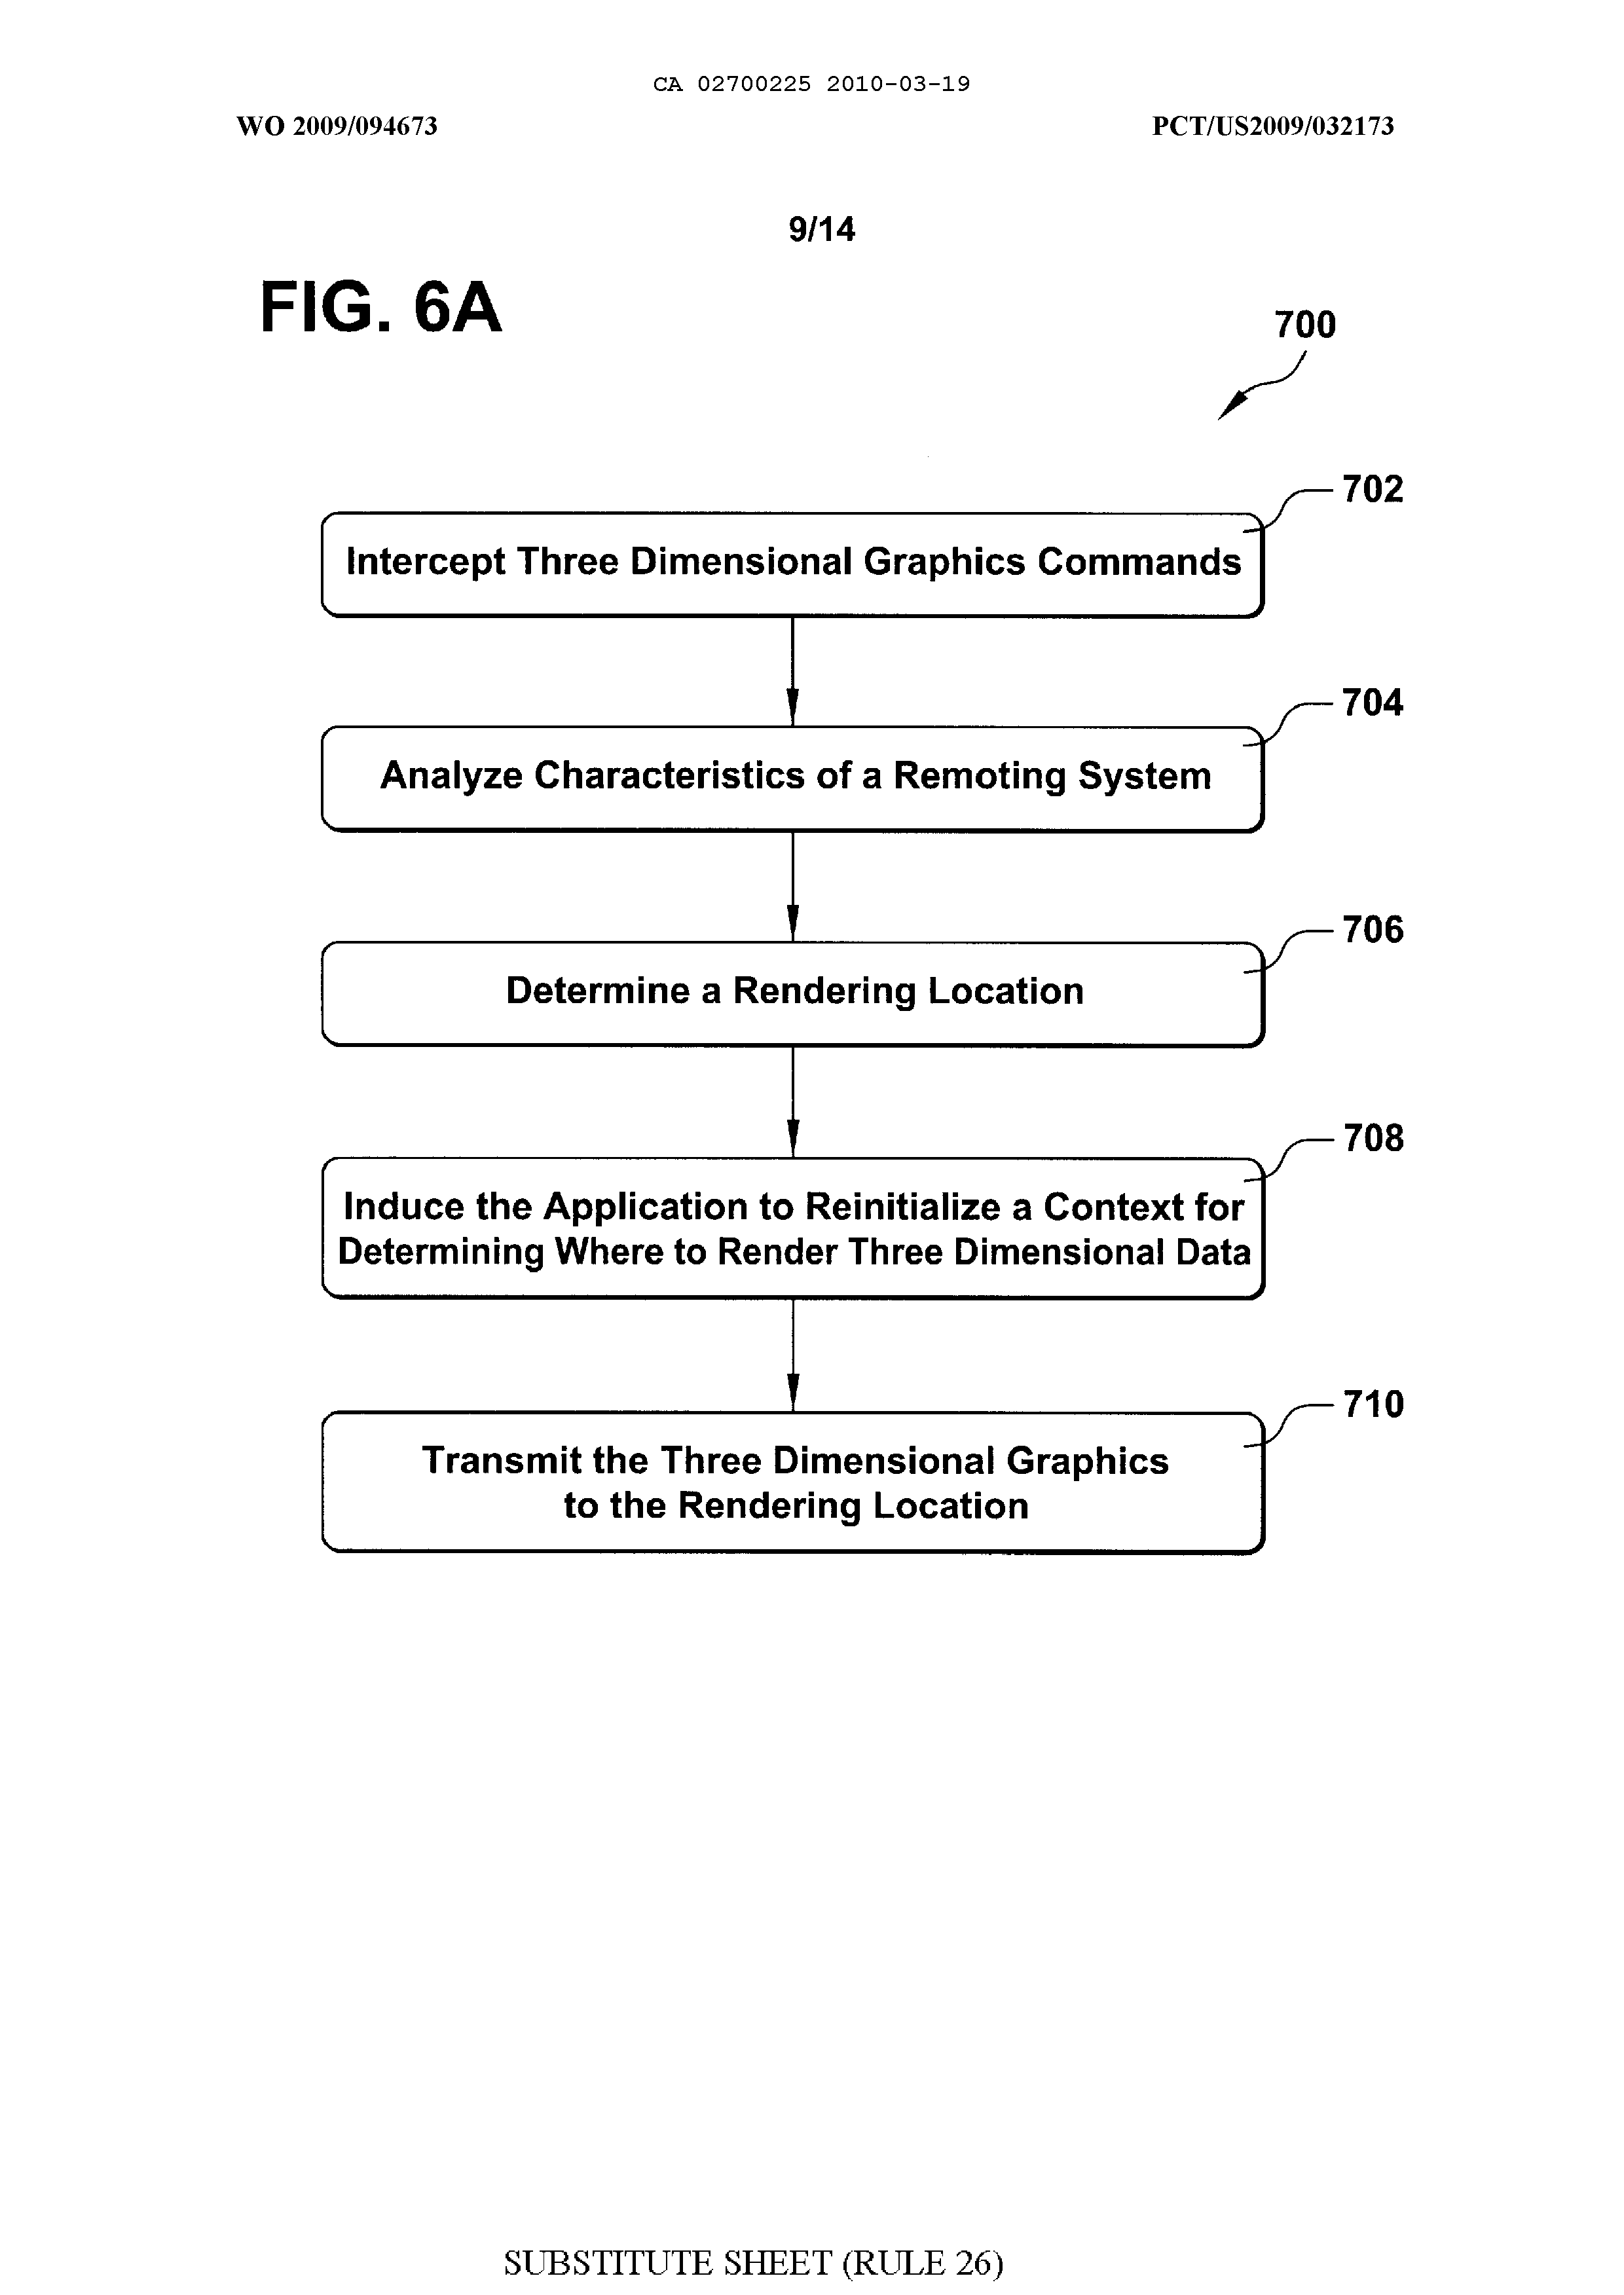 CA 02700225 2010-03-19
WO 2009/094673 PCT/US2009/032173
9/14
FIG. 6A
700
702
Intercept Three Dimensional Graphics Commands
704
Analyze Characteristics of a Remoting System
706
Determine a Rendering Location
708
Induce the Application to Reinitialize a Context for
Determining Where to Render Three Dimensional Data
710
Transmit the Three Dimensional Graphics
to the Rendering Location
SUBSTITUTE SHEET (RULE 26)